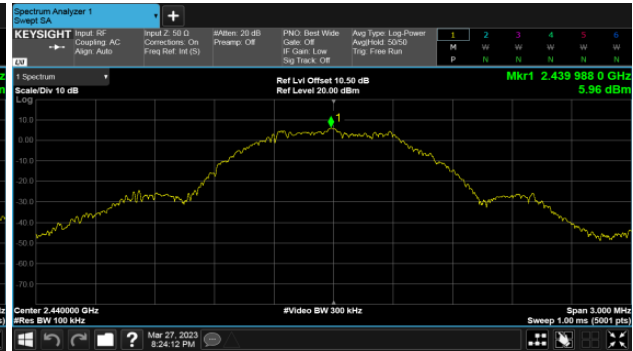 Spectrum Analyzer 1
Swept SA
+
KEYSIGHT
Input: RF
Coupling: AC
Align: Auto
Input Z: 50 Ω
Corrections: On
Freq Ref: Int (S)
#Atten: 20 dB
Preamp: Off
PNO: Best Wide
Gate: Off
IF Gain: Low
Sig Track: Off
Avg Type: Log-Power
Avg|Hold: 50/50
Trig: Free Run
1 2 3 4 5 6
M W W W W W
P N N N N N
LXI
1 Spectrum
Scale/Div 10 dB
Log
Ref Lvl Offset 10.50 dB
Ref Level 20.00 dBm
Mkr1 2.439 988 0 GHz
5.96 dBm
1
10.0
0.00
-10.0
-20.0
-30.0
-40.0
-50.0
-60.0
-70.0
Center 2.440000 GHz
#Res BW 100 kHz
#Video BW 300 kHz
Span 3.000 MHz
Sweep 1.00 ms (5001 pts)
?
Mar 27, 2023
8:24:12 PM